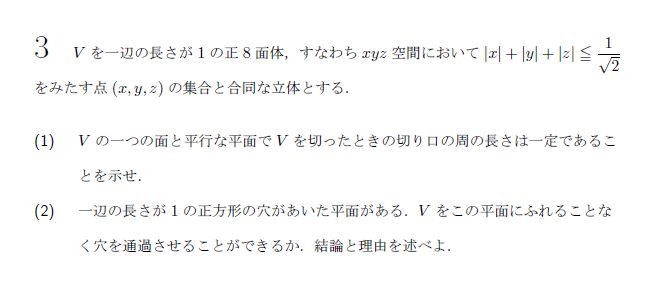 3 V を一辺の長さが 1 の正 8 面体，すなわち xyz 空間において |x| + |y| + |z| ≦ 1/√2
をみたす点 (x, y, z) の集合と合同な立体とする．
(1) V の一つの面と平行な平面で V を切ったときの切り口の周の長さは一定であるこ
とを示せ．
(2) 一辺の長さが 1 の正方形の穴があいた平面がある．V をこの平面にふれることな
く穴を通過させることができるか．結論と理由を述べよ．